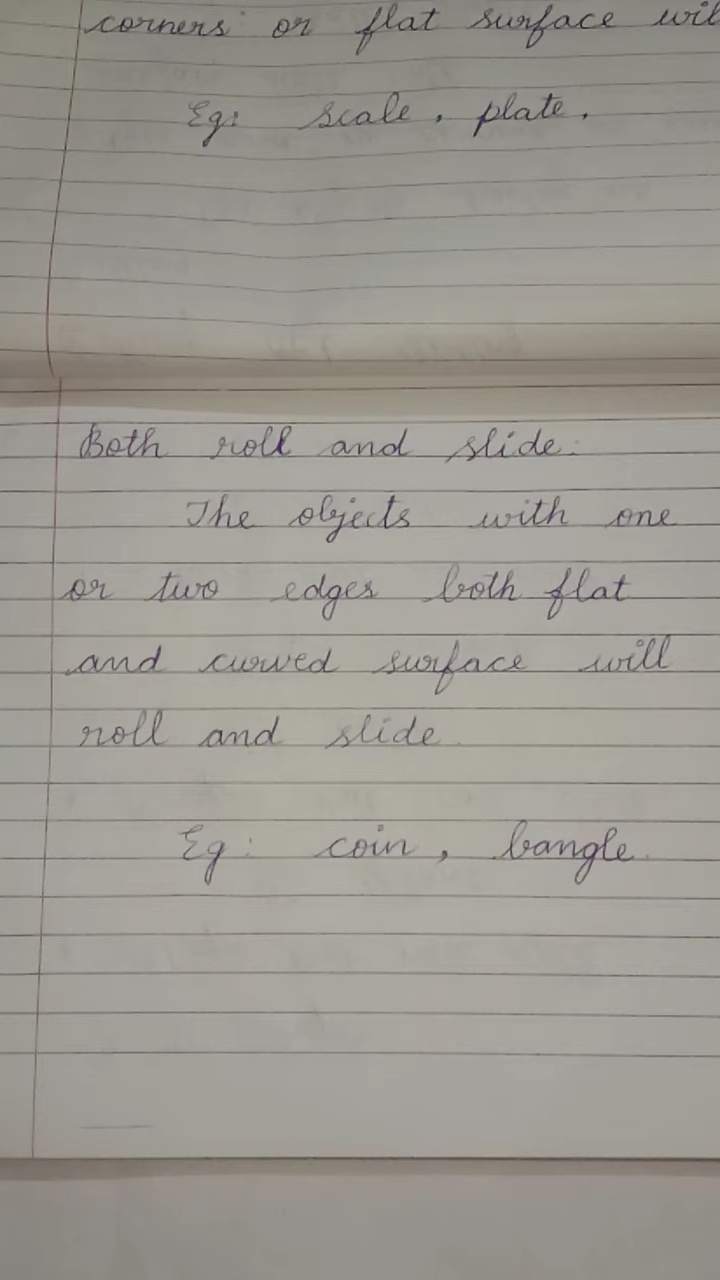 corners or flat surface wil
Eg: scale, plate.
Both roll and slide:
The objects with one
or two edges both flat
and curved surface will
roll and slide.
Eg: coin, bangle.